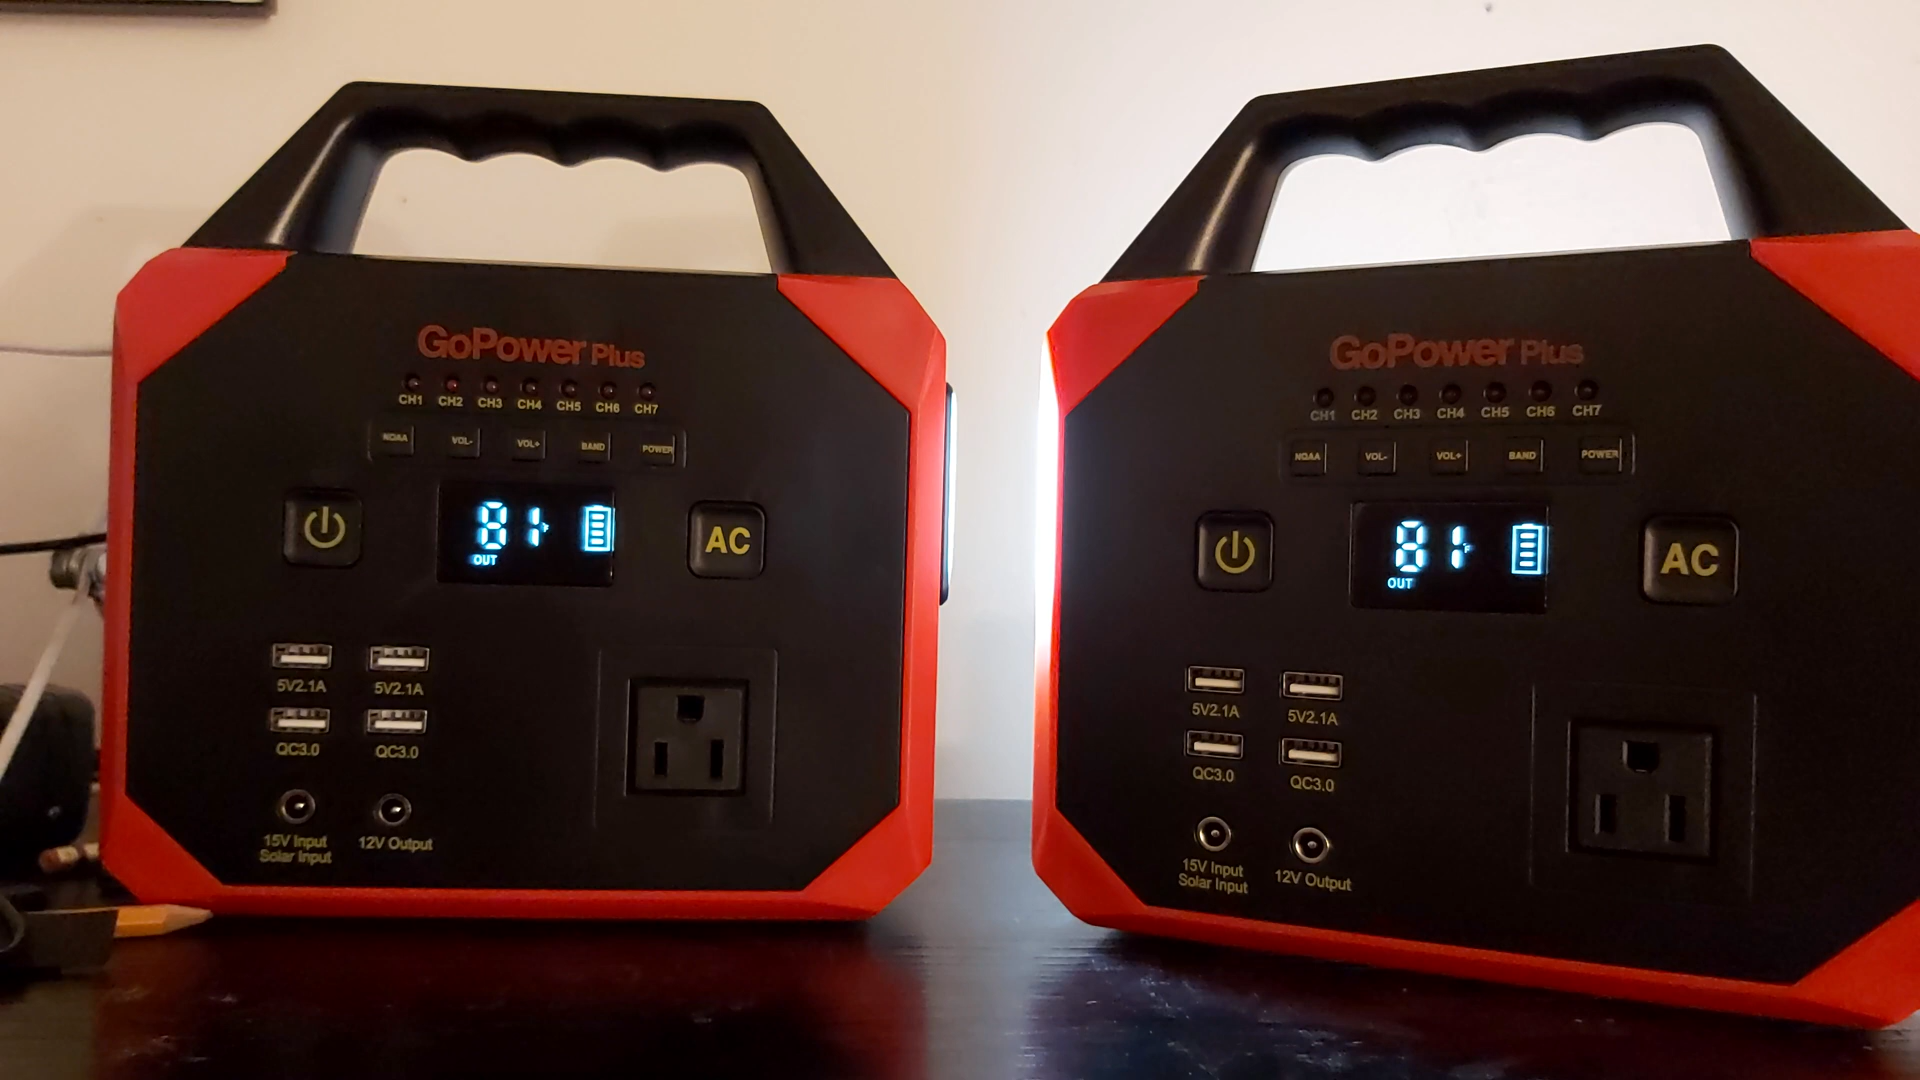 GoPower Plus
CH1 CH2 CH3 CH4 CH5 CH6 CH7
NOAA VOL- VOL+ BAND POWER
81°F
OUT
AC
5V2.1A 5V2.1A
QC3.0 QC3.0
15V Input 12V Output
Solar Input
GoPower Plus
CH1 CH2 CH3 CH4 CH5 CH6 CH7
NOAA VOL- VOL+ BAND POWER
81°F
OUT
AC
5V2.1A 5V2.1A
QC3.0 QC3.0
15V Input 12V Output
Solar Input